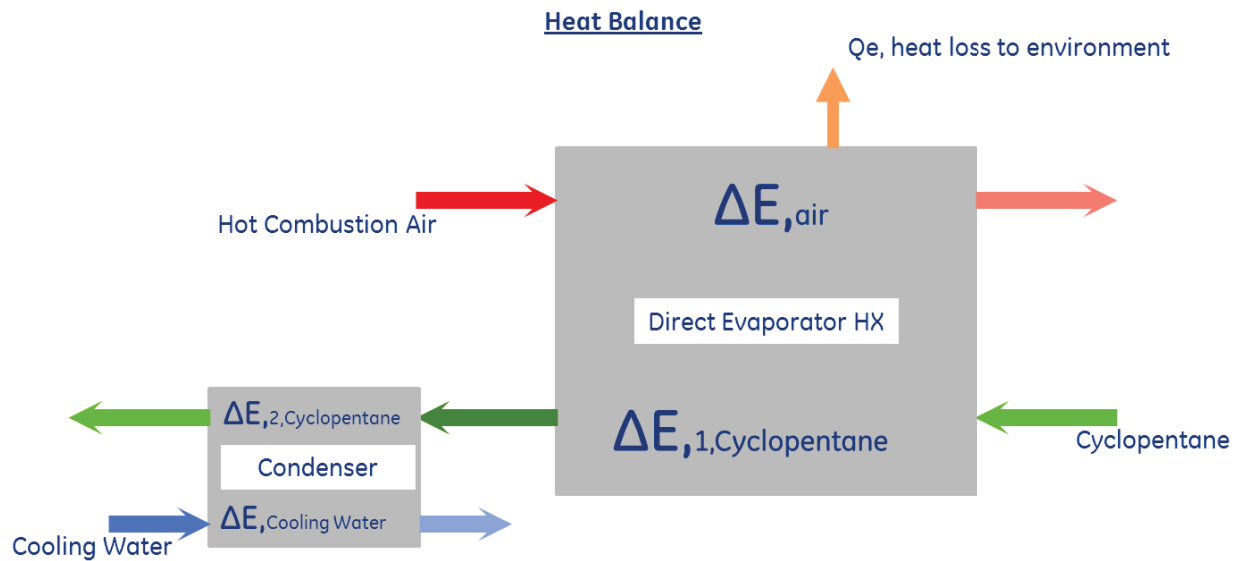 Heat Balance
Qe, heat loss to environment
Hot Combustion Air
ΔE,air
Direct Evaporator HX
ΔE,1,Cyclopentane
Cyclopentane
ΔE,2,Cyclopentane
Condenser
ΔE,Cooling Water
Cooling Water